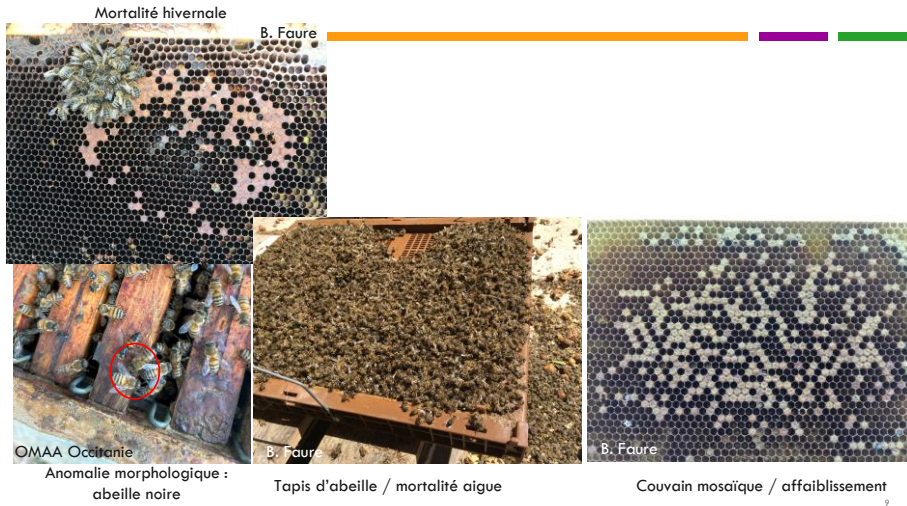 Mortalité hivernale
B. Faure
OMAA Occitanie
B. Faure
B. Faure
Anomalie morphologique :
abeille noire
Tapis d'abeille / mortalité aigue
Couvain mosaïque / affaiblissement
9